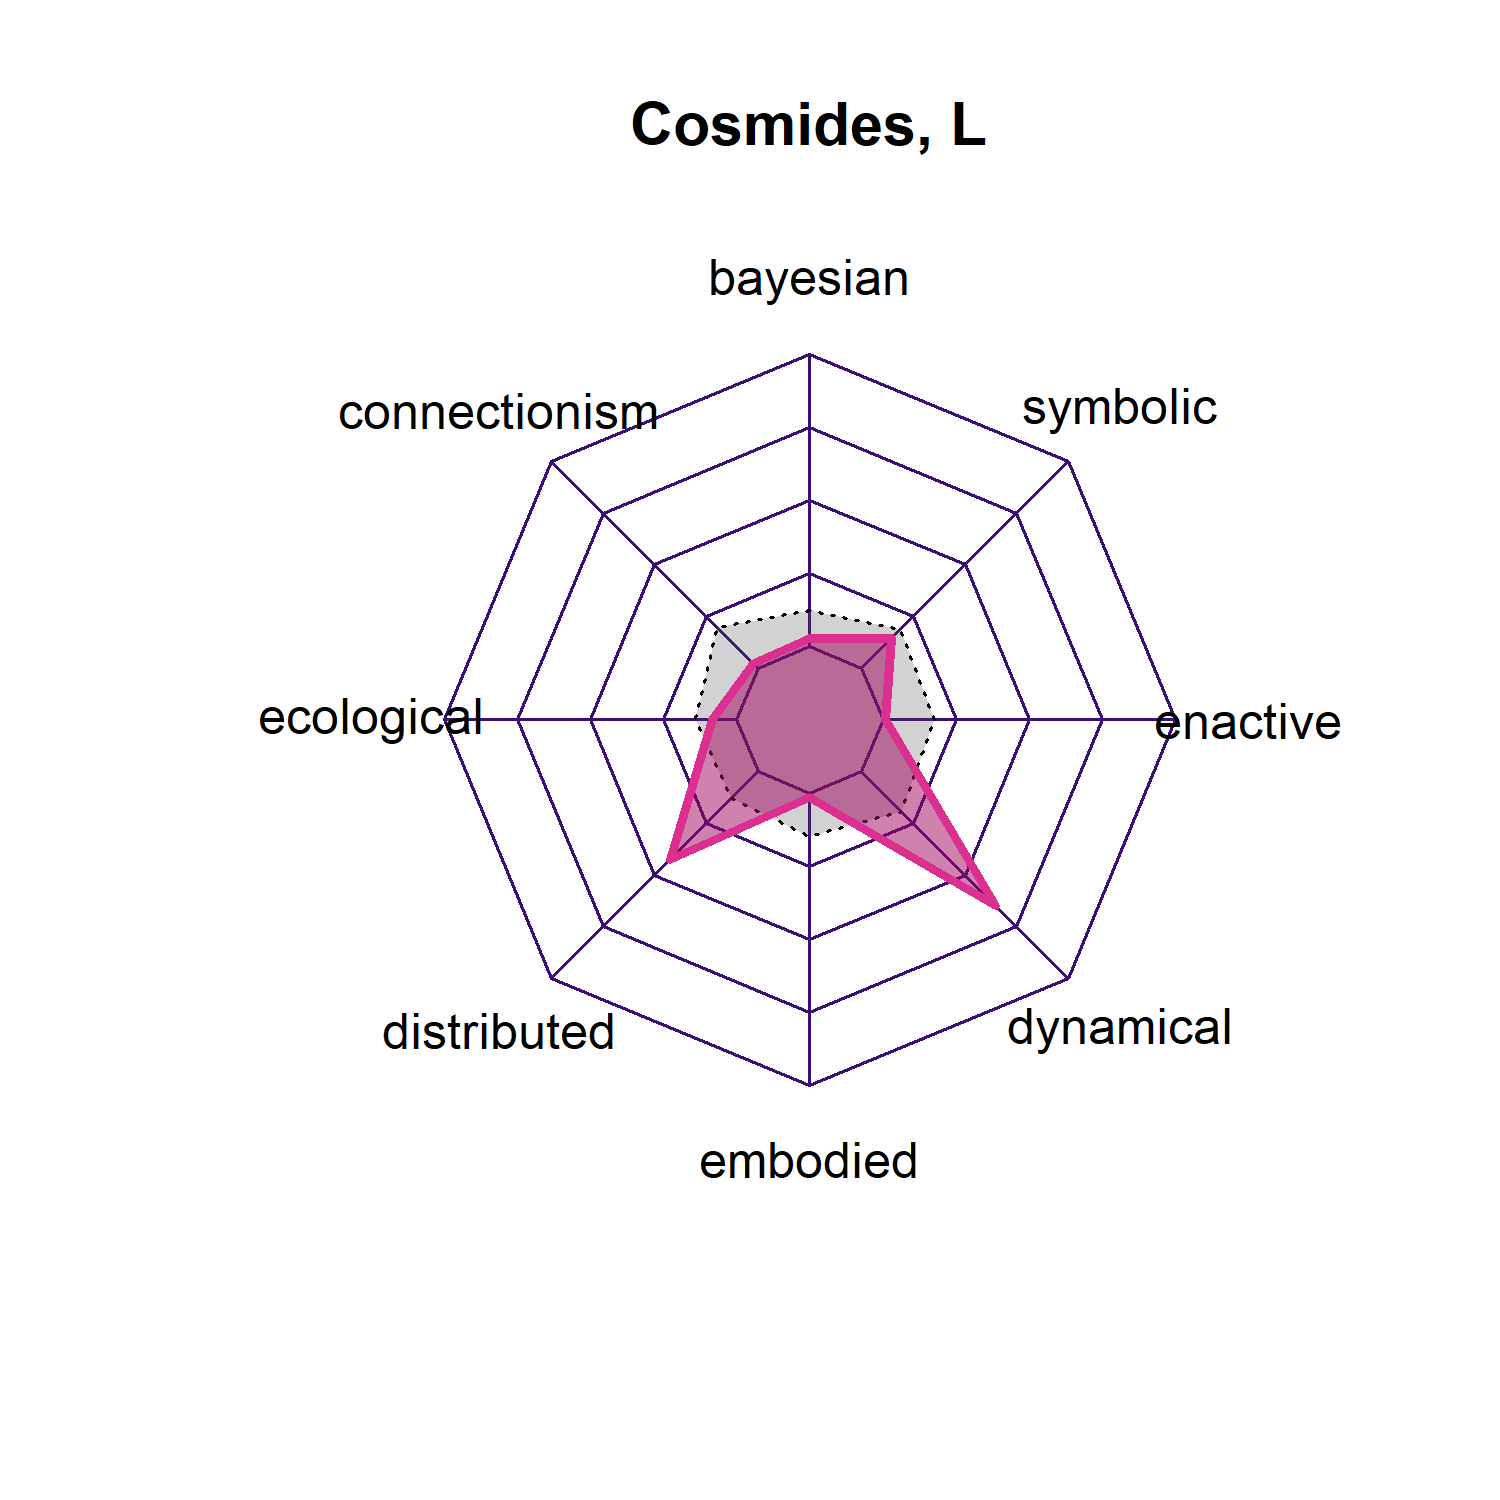 Cosmides, L
bayesian
symbolic
connectionism
ecological
enactive
distributed
dynamical
embodied